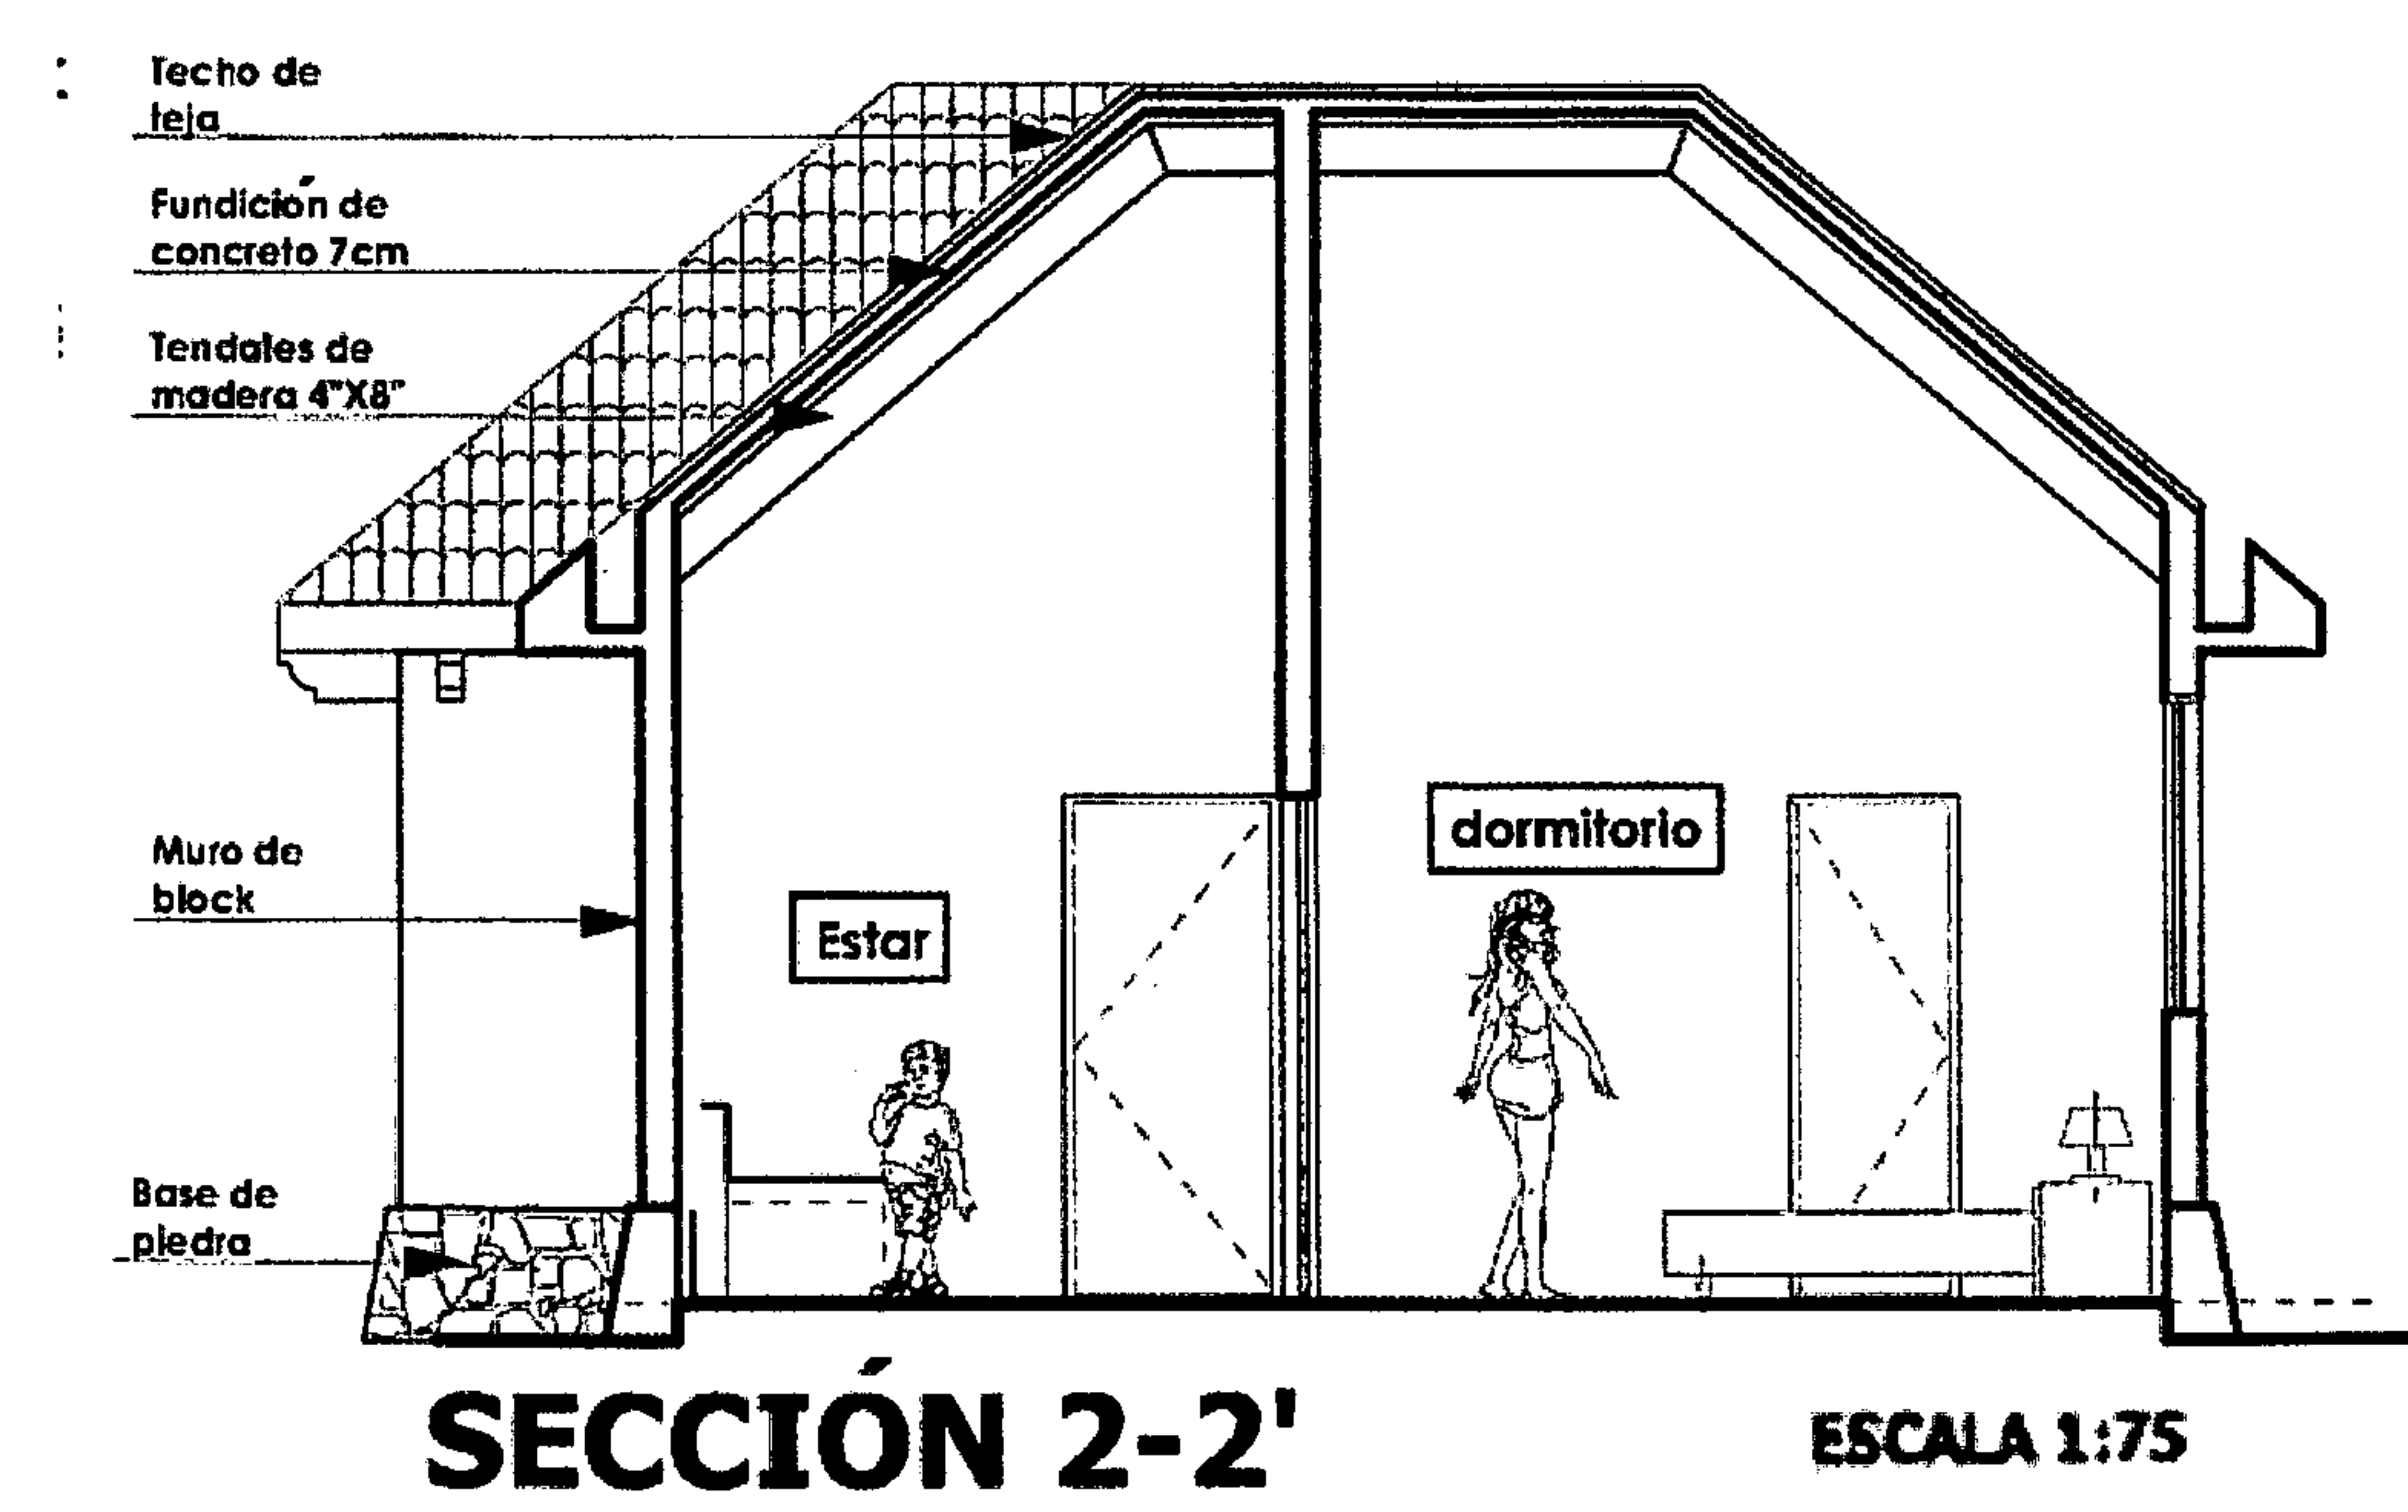 Techo de
teja
Fundición de
concreto 7cm
Tendales de
madera 4"X8"
Muro de
block
Base de
piedra
Estar
dormitorio
SECCIÓN 2-2'
ESCALA 1:75